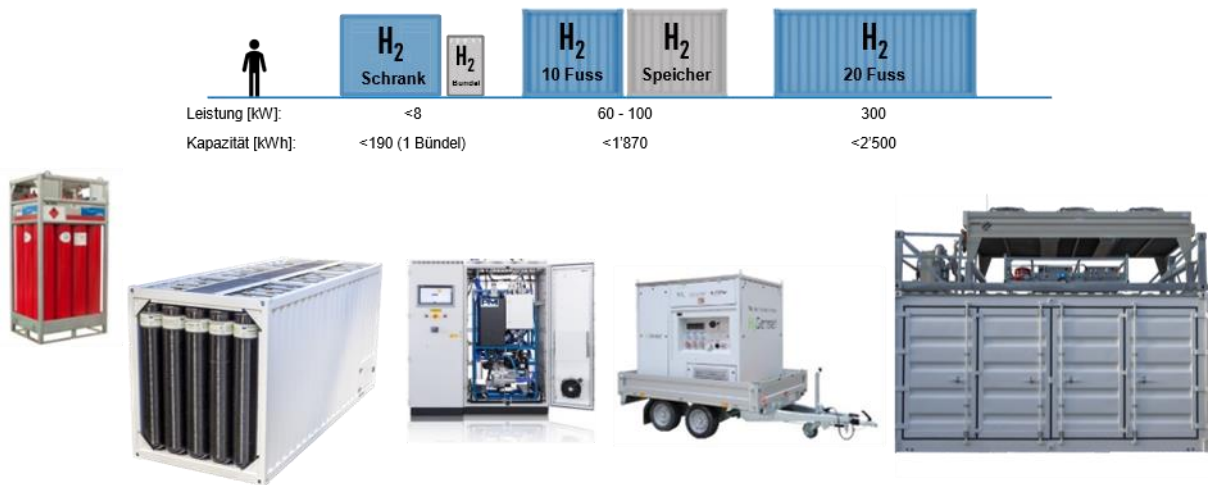 H2
Schrank
H2
Bündel
H2
10 Fuss
H2
Speicher
H2
20 Fuss
Leistung [kW]: <8 60 - 100 300
Kapazität [kWh]: <190 (1 Bündel) <1'870 <2'500